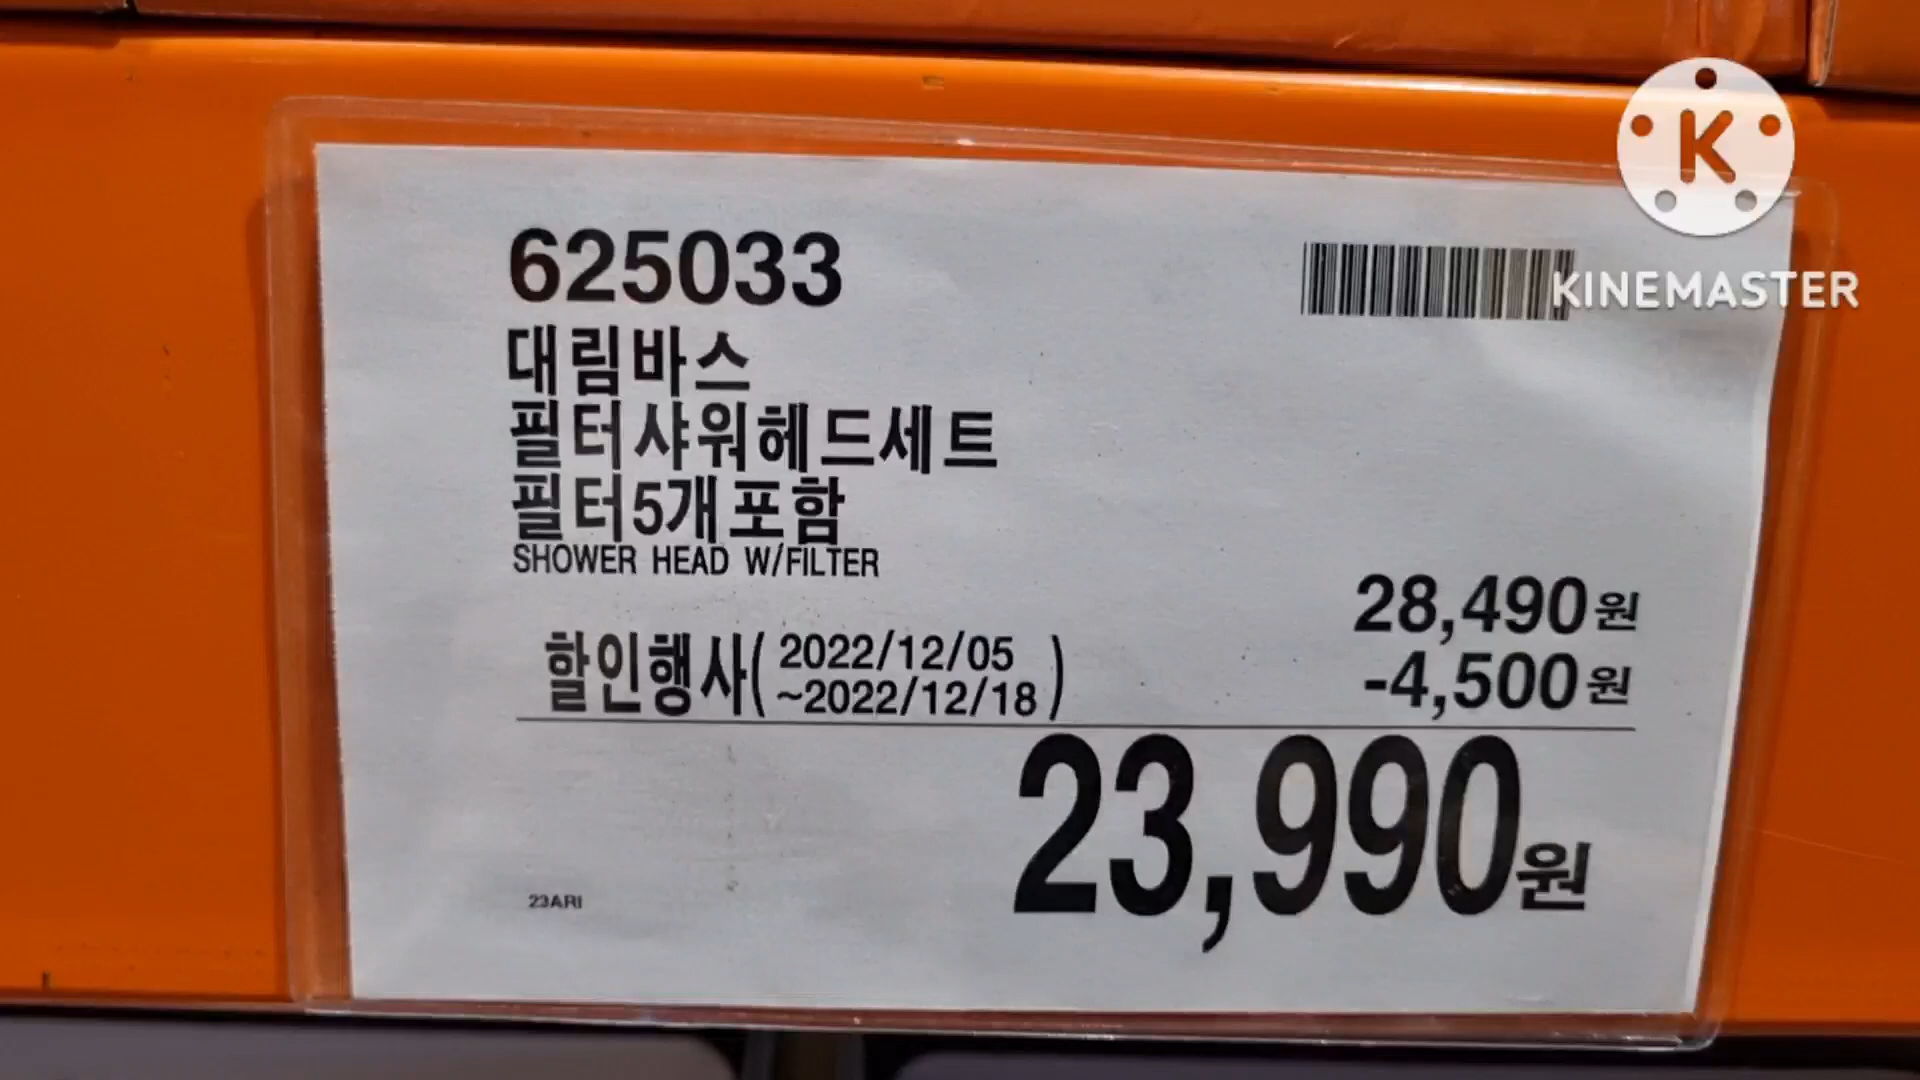 625033
대림바스
필터샤워헤드세트
필터5개포함
SHOWER HEAD W/FILTER
28,490원
할인행사( 2022/12/05
~2022/12/18 )
-4,500원
23,990원
23ARI
K
KINEMASTER